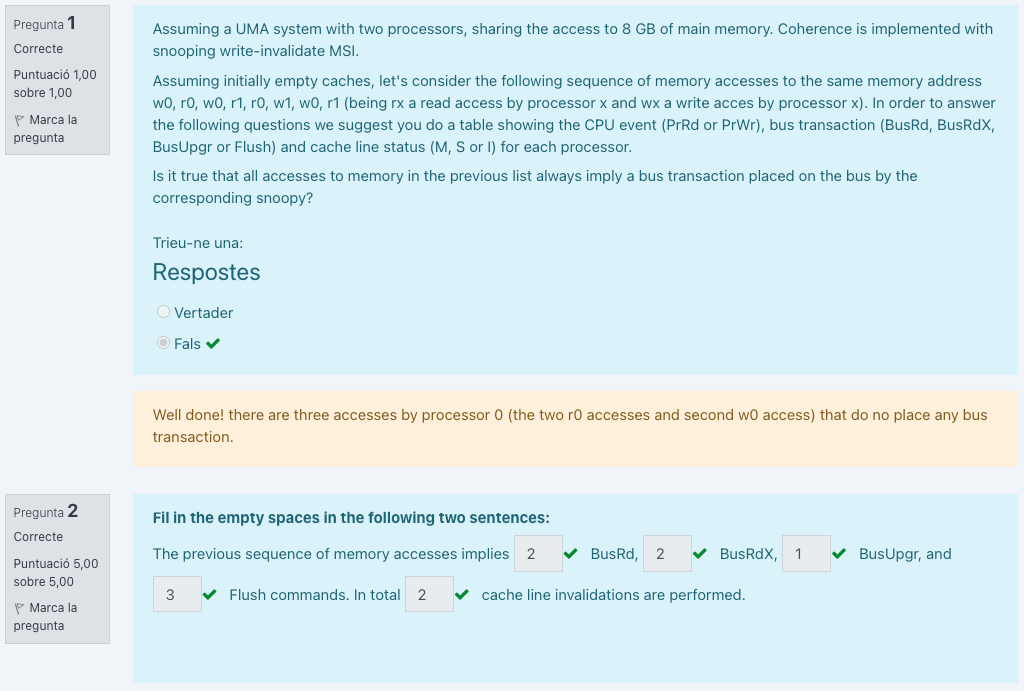 Pregunta 1
Correcte
Puntuació 1,00
sobre 1,00
Marca la
pregunta
Assuming a UMA system with two processors, sharing the access to 8 GB of main memory. Coherence is implemented with
snooping write-invalidate MSI.
Assuming initially empty caches, let's consider the following sequence of memory accesses to the same memory address
w0, r0, w0, r1, r0, w1, w0, r1 (being rx a read access by processor x and wx a write acces by processor x). In order to answer
the following questions we suggest you do a table showing the CPU event (PrRd or PrWr), bus transaction (BusRd, BusRdX,
BusUpgr or Flush) and cache line status (M, S or I) for each processor.
Is it true that all accesses to memory in the previous list always imply a bus transaction placed on the bus by the
corresponding snoopy?
Trieu-ne una:
Respostes
Vertader
Fals
Well done! there are three accesses by processor 0 (the two r0 accesses and second w0 access) that do no place any bus
transaction.
Pregunta 2
Correcte
Puntuació 5,00
sobre 5,00
Marca la
pregunta
Fil in the empty spaces in the following two sentences:
The previous sequence of memory accesses implies 2 BusRd, 2 BusRdX, 1 BusUpgr, and
3 Flush commands. In total 2 cache line invalidations are performed.